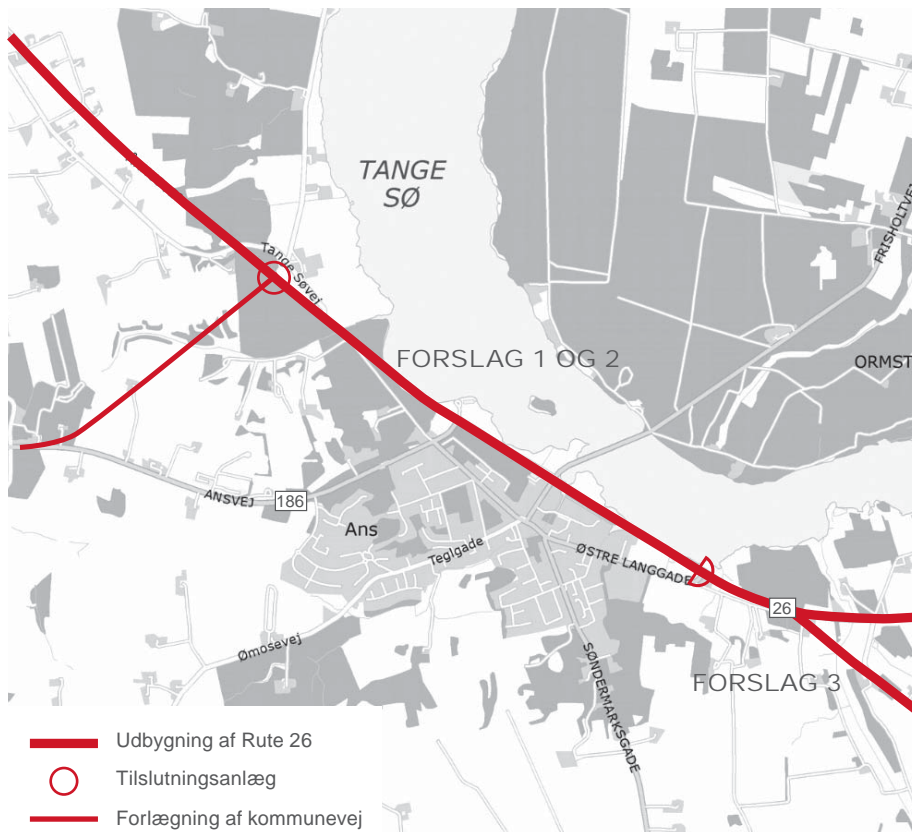 TANGE
SØ
FRISHOLTVEJ
Tange Søvej
FORSLAG 1 OG 2
ORMST
ANSVEJ
186
Ans
Teglgade
ØSTRE LANGGADE
26
Ømosevej
SØNDERMARKSGADE
FORSLAG 3
Udbygning af Rute 26
Tilslutningsanlæg
Forlægning af kommunevej